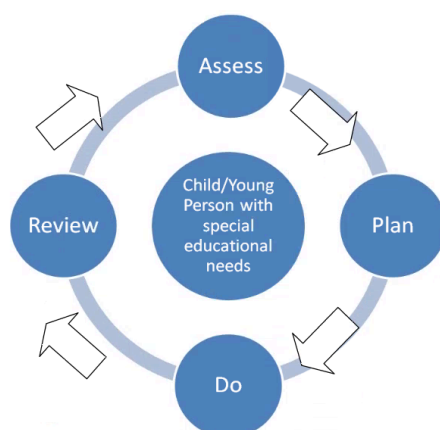 Assess
Child/Young
Person with
special
educational
needs
Review
Plan
Do